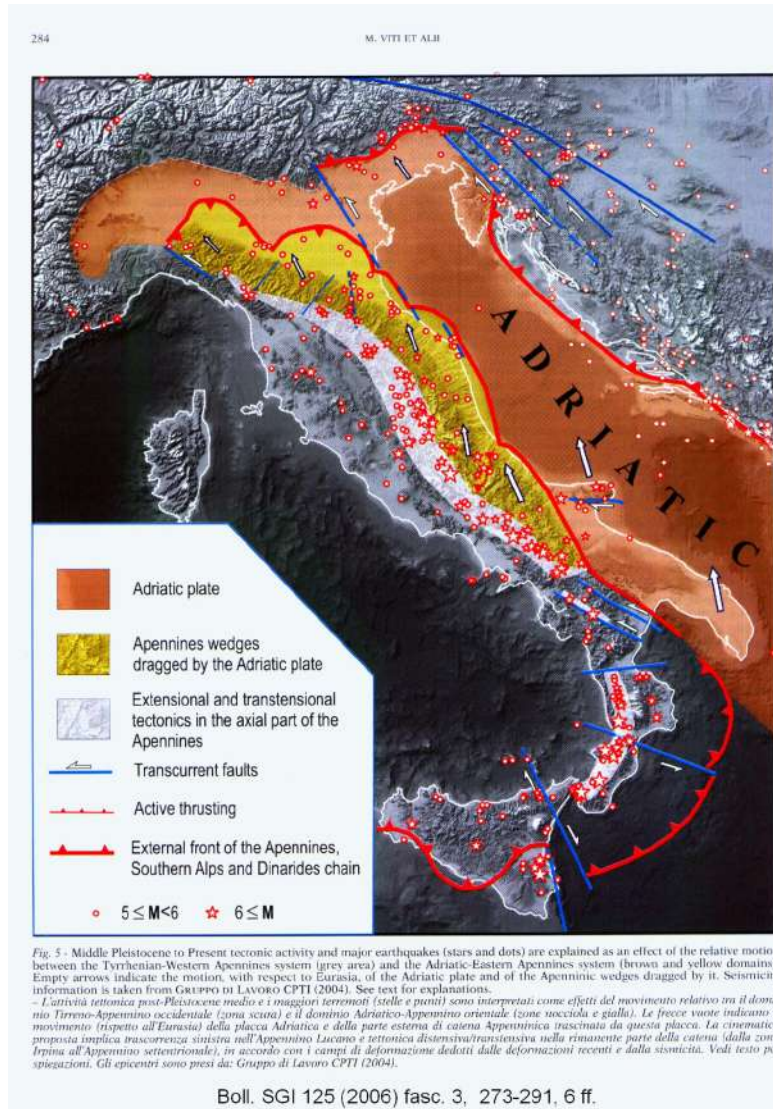 284
M. VITI ET ALII
ADRIATIC
Adriatic plate
Apennines wedges
dragged by the Adriatic plate
Extensional and transtensional
tectonics in the axial part of the
Apennines
Transcurrent faults
Active thrusting
External front of the Apennines,
Southern Alps and Dinarides chain
5 ≤ M<6
6 ≤ M
Fig. 5 - Middle Pleistocene to Present tectonic activity and major earthquakes (stars and dots) are explained as an effect of the relative motio
between the Tyrrhenian-Western Apennines system (grey area) and the Adriatic-Eastern Apennines system (brown and yellow domains
Empty arrows indicate the motion, with respect to Eurasia, of the Adriatic plate and of the Apenninic wedges dragged by it. Seismici
information is taken from GRUPPO DI LAVORO CPTI (2004). See text for explanations.
– L'attività tettonica post-Pleistocene medio e i maggiori terremoti (stelle e punti) sono interpretati come effetti del movimento relativo tra il dom
nio Tirreno-Appennino occidentale (zona scura) e il dominio Adriatico-Appennino orientale (zone nocciola e gialla). Le frecce vuote indicano
movimento (rispetto all'Eurasia) della placca Adriatica e della parte esterna di catena Appenninica trascinata da questa placca. La cinematic
proposta implica trascorrenza sinistra nell'Appennino Lucano e tettonica distensiva/transtensiva nella rimanente parte della catena (dalla zon
Irpina all'Appennino settentrionale), in accordo con i campi di deformazione dedotti dalle deformazioni recenti e dalla sismicità. Vedi testo pe
spiegazioni. Gli epicentri sono presi da: Gruppo di Lavoro CPTI (2004).
Boll. SGI 125 (2006) fasc. 3, 273-291, 6 ff.